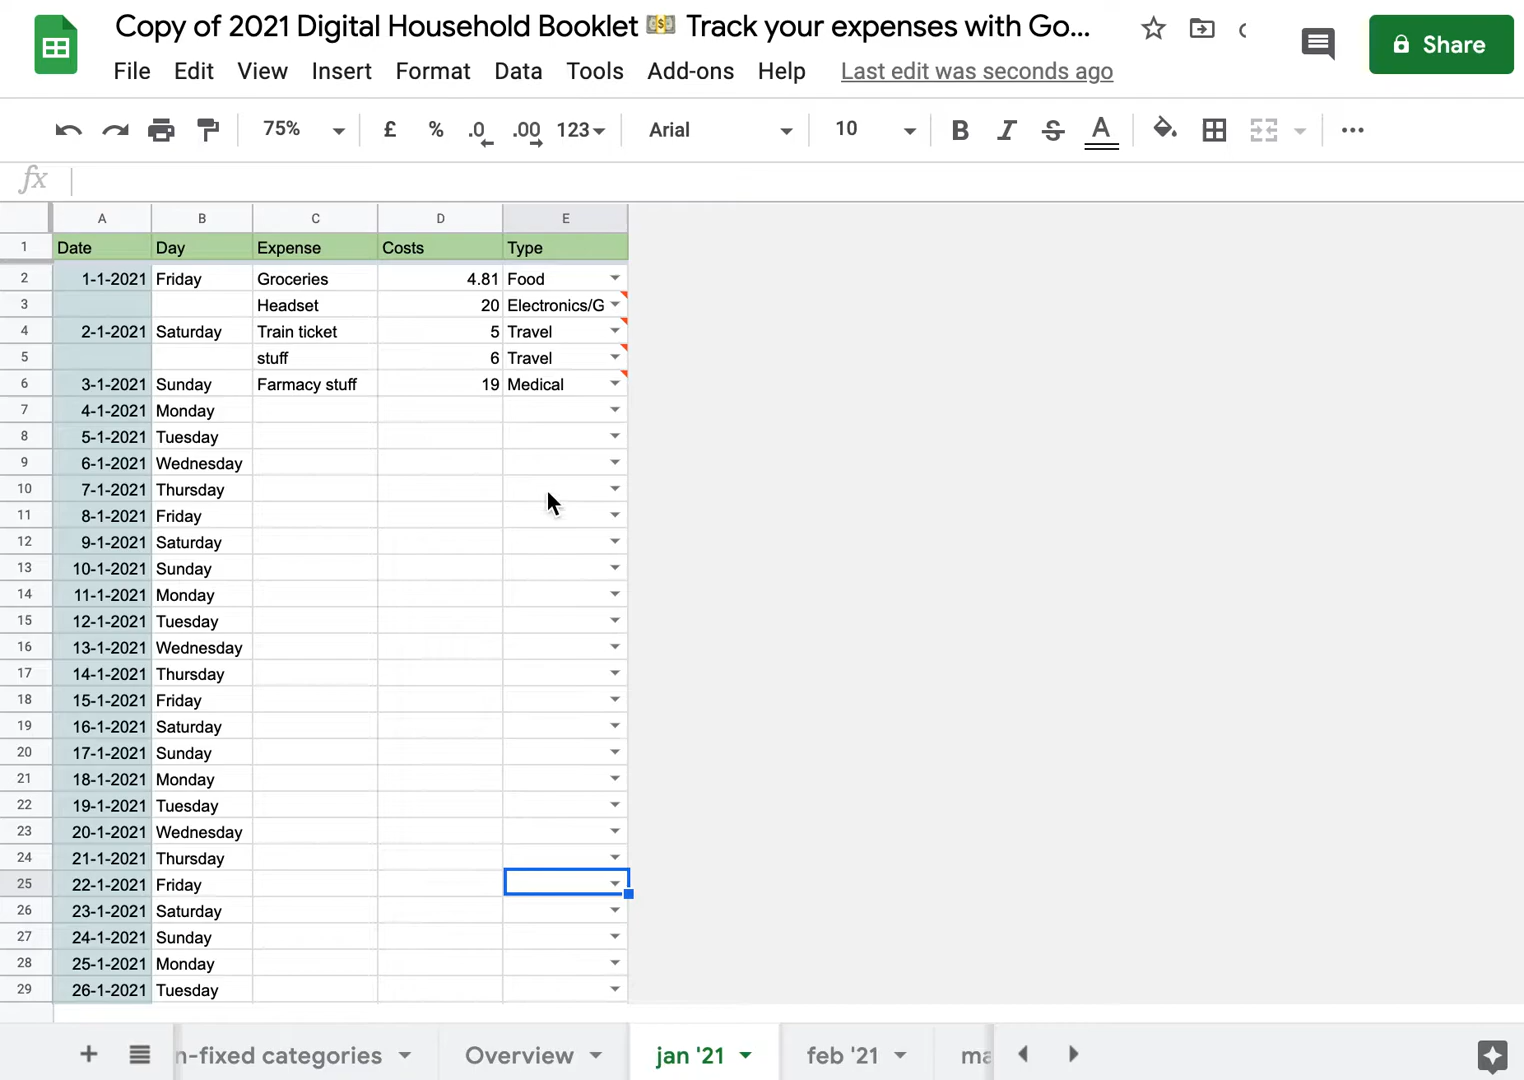 Copy of 2021 Digital Household Booklet 💵 Track your expenses with Go...
Share
File Edit View Insert Format Data Tools Add-ons Help Last edit was seconds ago
75% £ % .0 .00 123 Arial 10 B I S A
fx
A B C D E
1 Date Day Expense Costs Type
2 1-1-2021 Friday Groceries 4.81 Food
3 Headset 20 Electronics/G
4 2-1-2021 Saturday Train ticket 5 Travel
5 stuff 6 Travel
6 3-1-2021 Sunday Farmacy stuff 19 Medical
7 4-1-2021 Monday
8 5-1-2021 Tuesday
9 6-1-2021 Wednesday
10 7-1-2021 Thursday
11 8-1-2021 Friday
12 9-1-2021 Saturday
13 10-1-2021 Sunday
14 11-1-2021 Monday
15 12-1-2021 Tuesday
16 13-1-2021 Wednesday
17 14-1-2021 Thursday
18 15-1-2021 Friday
19 16-1-2021 Saturday
20 17-1-2021 Sunday
21 18-1-2021 Monday
22 19-1-2021 Tuesday
23 20-1-2021 Wednesday
24 21-1-2021 Thursday
25 22-1-2021 Friday
26 23-1-2021 Saturday
27 24-1-2021 Sunday
28 25-1-2021 Monday
29 26-1-2021 Tuesday
n-fixed categories Overview jan '21 feb '21 ma